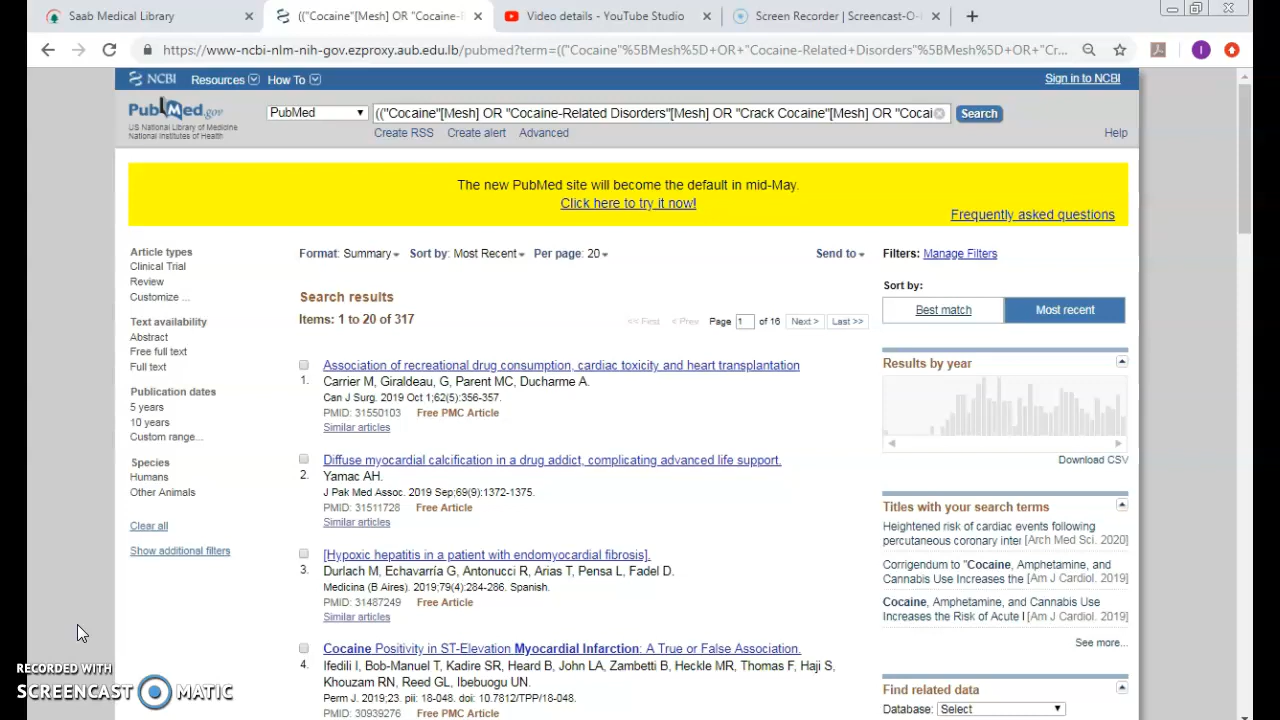 Saab Medical Library
(("Cocaine"[Mesh] OR "Cocaine-
Video details - YouTube Studio
Screen Recorder | Screencast-O-
https://www-ncbi-nlm-nih-gov.ezproxy.aub.edu.lb/pubmed?term=(("Cocaine"%5BMesh%5D+OR+"Cocaine-Related+Disorders"%5BMesh%5D+OR+"Cr...
NCBI Resources How To Sign in to NCBI
PubMed.gov
US National Library of Medicine
National Institutes of Health
PubMed
(("Cocaine"[Mesh] OR "Cocaine-Related Disorders"[Mesh] OR "Crack Cocaine"[Mesh] OR "Cocai
Search
Create RSS Create alert Advanced Help
The new PubMed site will become the default in mid-May.
Click here to try it now!
Frequently asked questions
Article types
Clinical Trial
Review
Customize ...
Text availability
Abstract
Free full text
Full text
Publication dates
5 years
10 years
Custom range...
Species
Humans
Other Animals
Clear all
Show additional filters
Format: Summary Sort by: Most Recent Per page: 20 Send to
Search results
Items: 1 to 20 of 317
<< First < Prev Page 1 of 16 Next > Last >>
Association of recreational drug consumption, cardiac toxicity and heart transplantation
1. Carrier M, Giraldeau, G, Parent MC, Ducharme A.
Can J Surg. 2019 Oct 1;62(5):356-357.
PMID: 31550103 Free PMC Article
Similar articles
Diffuse myocardial calcification in a drug addict, complicating advanced life support.
2. Yamac AH.
J Pak Med Assoc. 2019 Sep;69(9):1372-1375.
PMID: 31511728 Free Article
Similar articles
[Hypoxic hepatitis in a patient with endomyocardial fibrosis].
3. Durlach M, Echavarría G, Antonucci R, Arias T, Pensa L, Fadel D.
Medicina (B Aires). 2019;79(4):284-286. Spanish.
PMID: 31487249 Free Article
Similar articles
Cocaine Positivity in ST-Elevation Myocardial Infarction: A True or False Association.
4. Ifedili I, Bob-Manuel T, Kadire SR, Heard B, John LA, Zambetti B, Heckle MR, Thomas F, Haji S,
Khouzam RN, Reed GL, Ibebuogu UN.
Perm J. 2019;23. pii: 18-048. doi: 10.7812/TPP/18-048.
PMID: 30939276 Free PMC Article
Filters: Manage Filters
Sort by:
Best match Most recent
Results by year
Download CSV
Titles with your search terms
Heightened risk of cardiac events following
percutaneous coronary inter [Arch Med Sci. 2020]
Corrigendum to "Cocaine, Amphetamine, and
Cannabis Use Increases the [Am J Cardiol. 2019]
Cocaine, Amphetamine, and Cannabis Use
Increases the Risk of Acute I [Am J Cardiol. 2019]
See more...
Find related data
Database: Select
RECORDED WITH
SCREENCAST MATIC